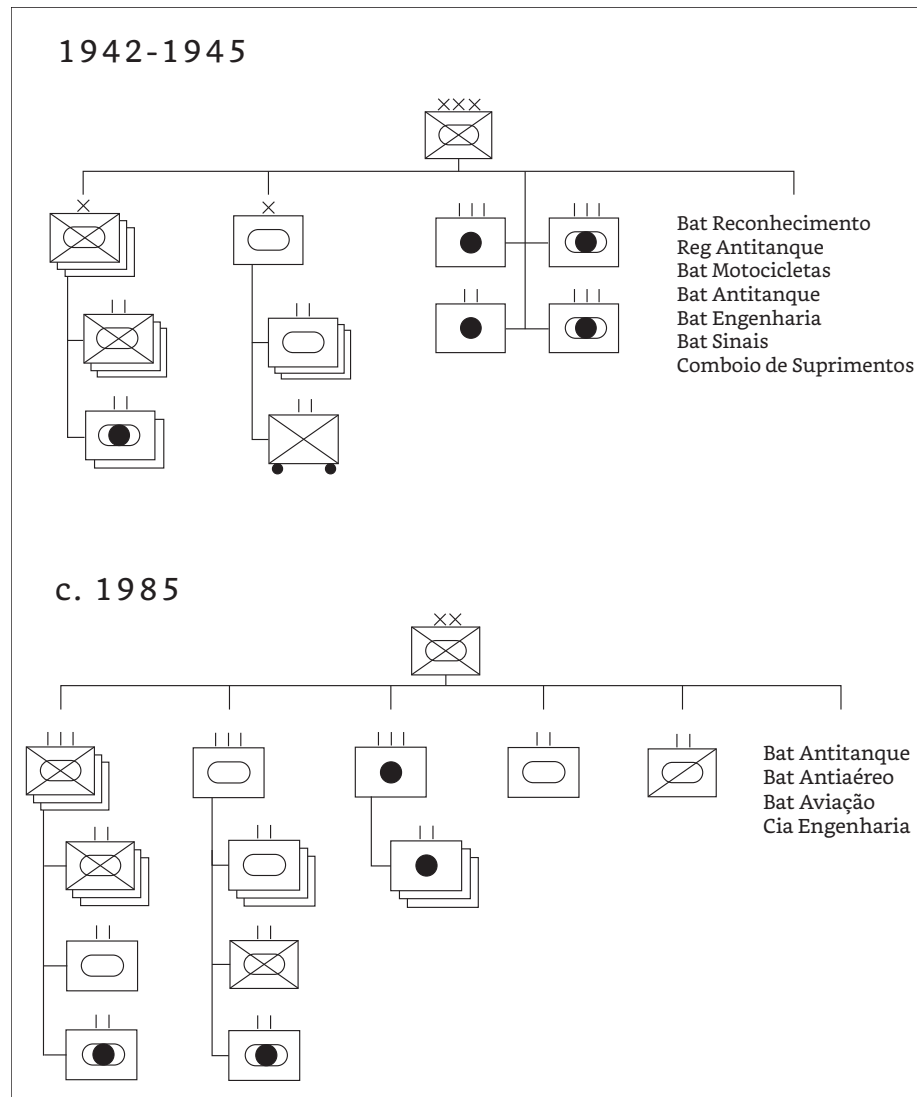 1942-1945
Bat Reconhecimento
Reg Antitanque
Bat Motocicletas
Bat Antitanque
Bat Engenharia
Bat Sinais
Comboio de Suprimentos
c. 1985
Bat Antitanque
Bat Antiaéreo
Bat Aviação
Cia Engenharia